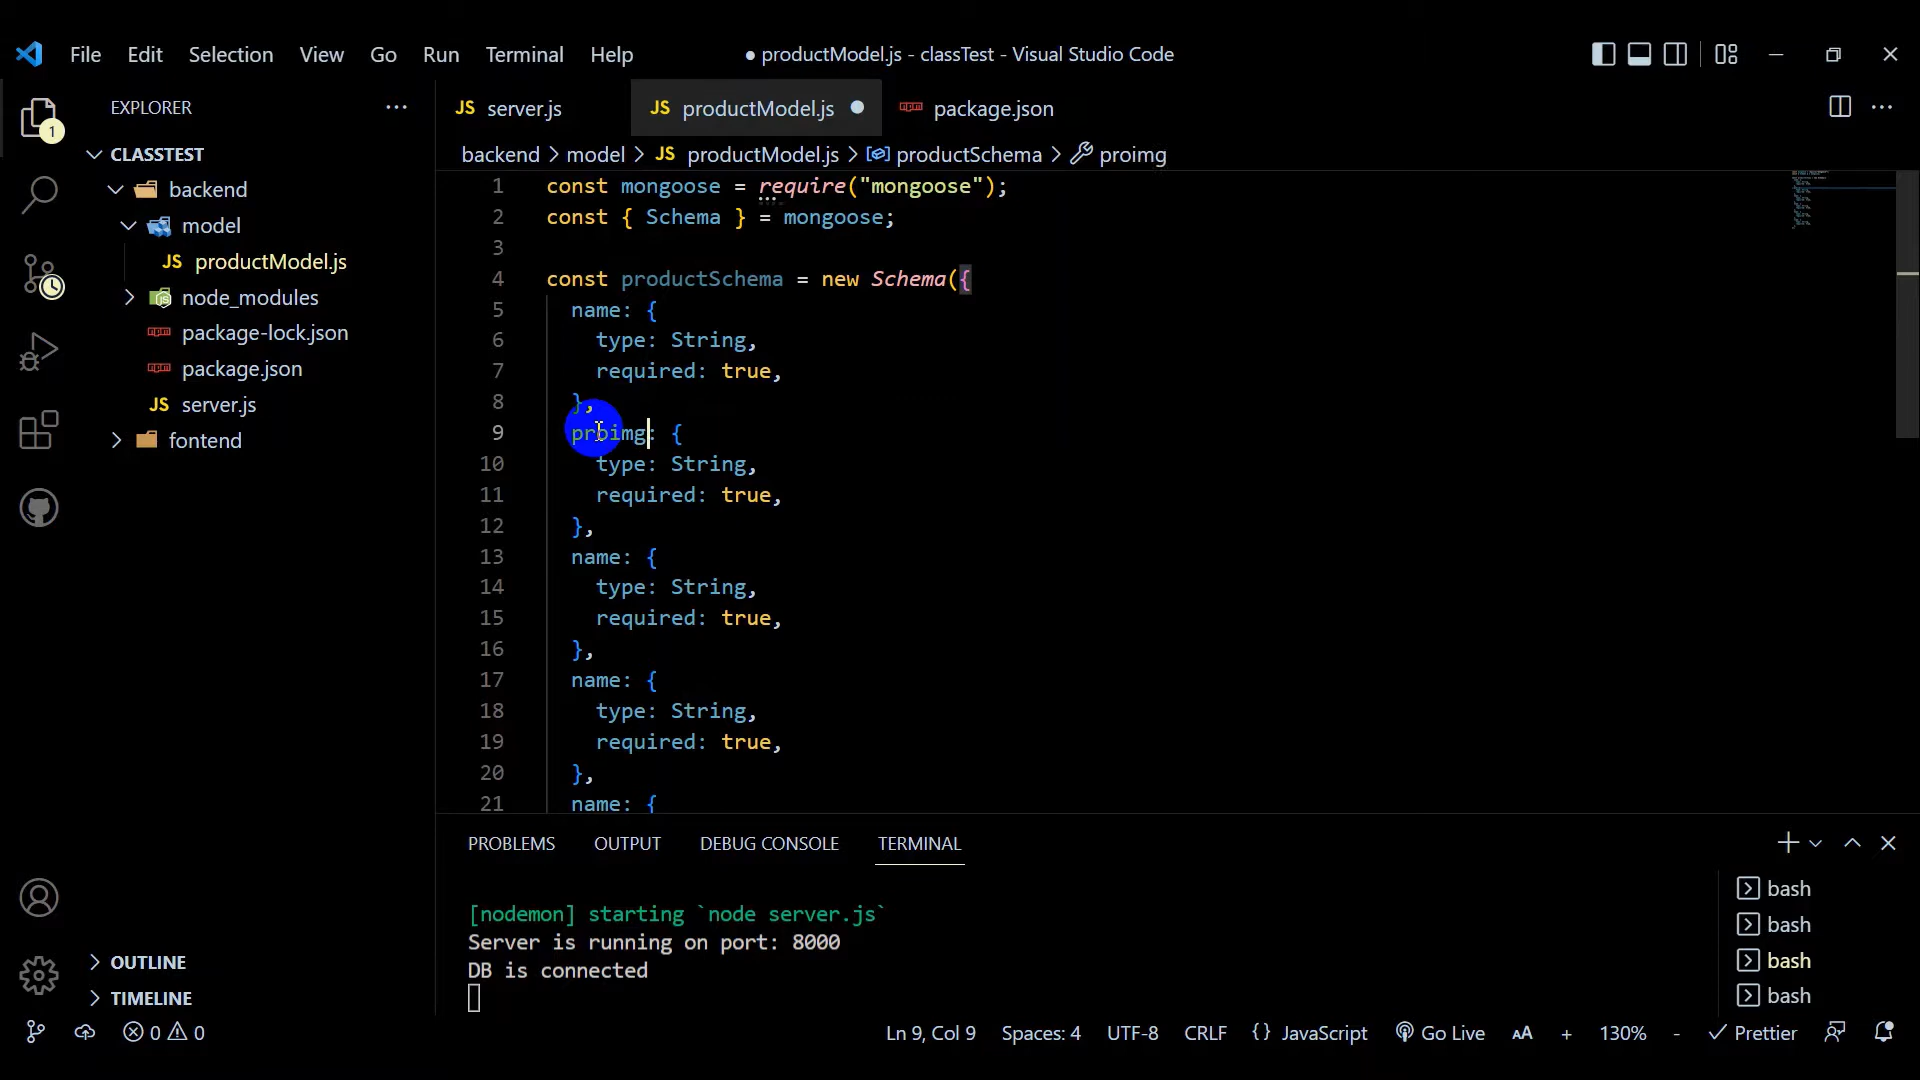 File Edit Selection View Go Run Terminal Help
● productModel.js - classTest - Visual Studio Code
EXPLORER
1
CLASSTEST
backend
model
JS productModel.js
node_modules
package-lock.json
package.json
JS server.js
fontend
OUTLINE
TIMELINE
JS server.js
JS productModel.js
package.json
backend > model > JS productModel.js > productSchema > proimg
1 const mongoose = require("mongoose");
2 const { Schema } = mongoose;
3
4 const productSchema = new Schema({
5 name: {
6 type: String,
7 required: true,
8 },
9 proimg: {
10 type: String,
11 required: true,
12 },
13 name: {
14 type: String,
15 required: true,
16 },
17 name: {
18 type: String,
19 required: true,
20 },
21 name: {
PROBLEMS OUTPUT DEBUG CONSOLE TERMINAL
[nodemon] starting `node server.js`
Server is running on port: 8000
DB is connected
bash
bash
bash
bash
0 0
Ln 9, Col 9 Spaces: 4 UTF-8 CRLF {} JavaScript Go Live AA + 130% - Prettier